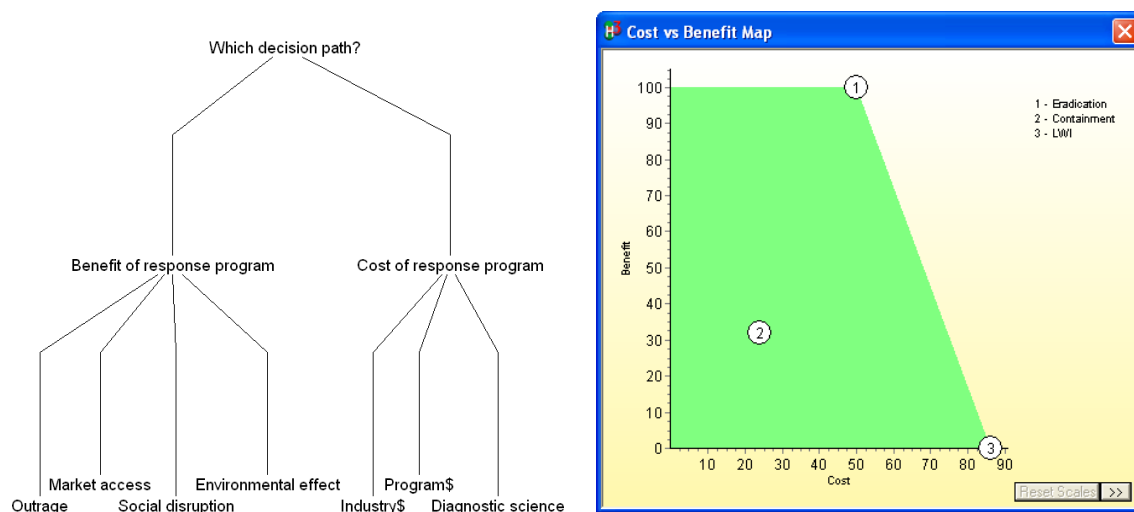 Which decision path?
Benefit of response program
Cost of response program
Market access
Environmental effect
Program$
Outrage
Social disruption
Industry$
Diagnostic science
Cost vs Benefit Map
100
90
80
70
60
50
40
30
20
10
0
Benefit
10 20 30 40 50 60 70 80 90
Cost
1
2
3
1 - Eradication
2 - Containment
3 - LWI
Reset Scales >>